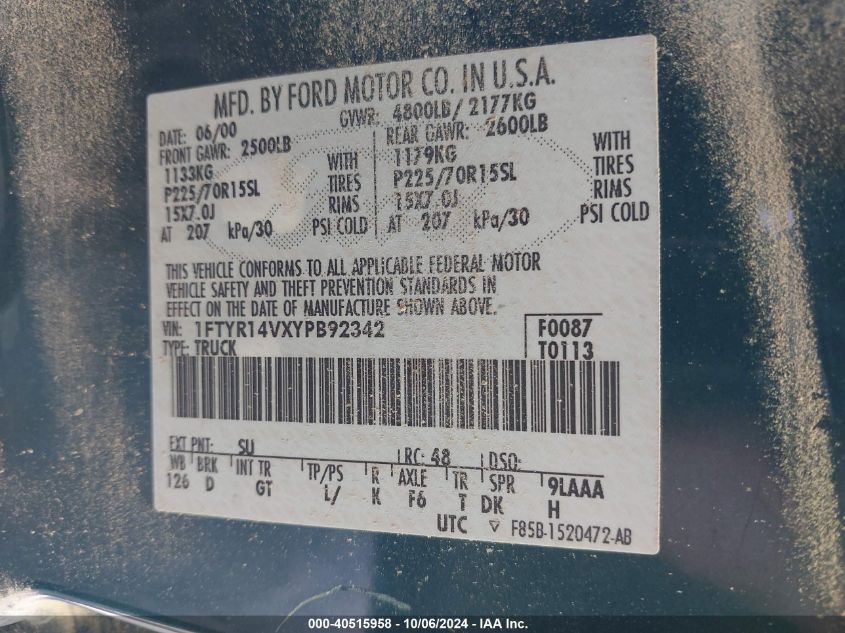 MFD. BY FORD MOTOR CO. IN U.S.A.
DATE: 06/00 GVWR: 4800LB/ 2177KG
FRONT GAWR: 2500LB REAR GAWR: 2600LB
1133KG WITH 1179KG WITH
P225/70R15SL TIRES P225/70R15SL TIRES
15X7.0J RIMS 15X7.0J RIMS
AT 207 kPa/30 PSI COLD AT 207 kPa/30 PSI COLD
THIS VEHICLE CONFORMS TO ALL APPLICABLE FEDERAL MOTOR
VEHICLE SAFETY AND THEFT PREVENTION STANDARDS IN
EFFECT ON THE DATE OF MANUFACTURE SHOWN ABOVE.
VIN: 1FTYR14VXYPB92342 F0087
TYPE: TRUCK T0113
EXT PNT: SU RC: 48 DSO:
WB BRK INT TR TP/PS R AXLE TR SPR 9LAAA
126 D GT L/ K F6 T DK H
UTC ▽ F85B-1520472-AB
000-40515958 - 10/06/2024 - IAA Inc.